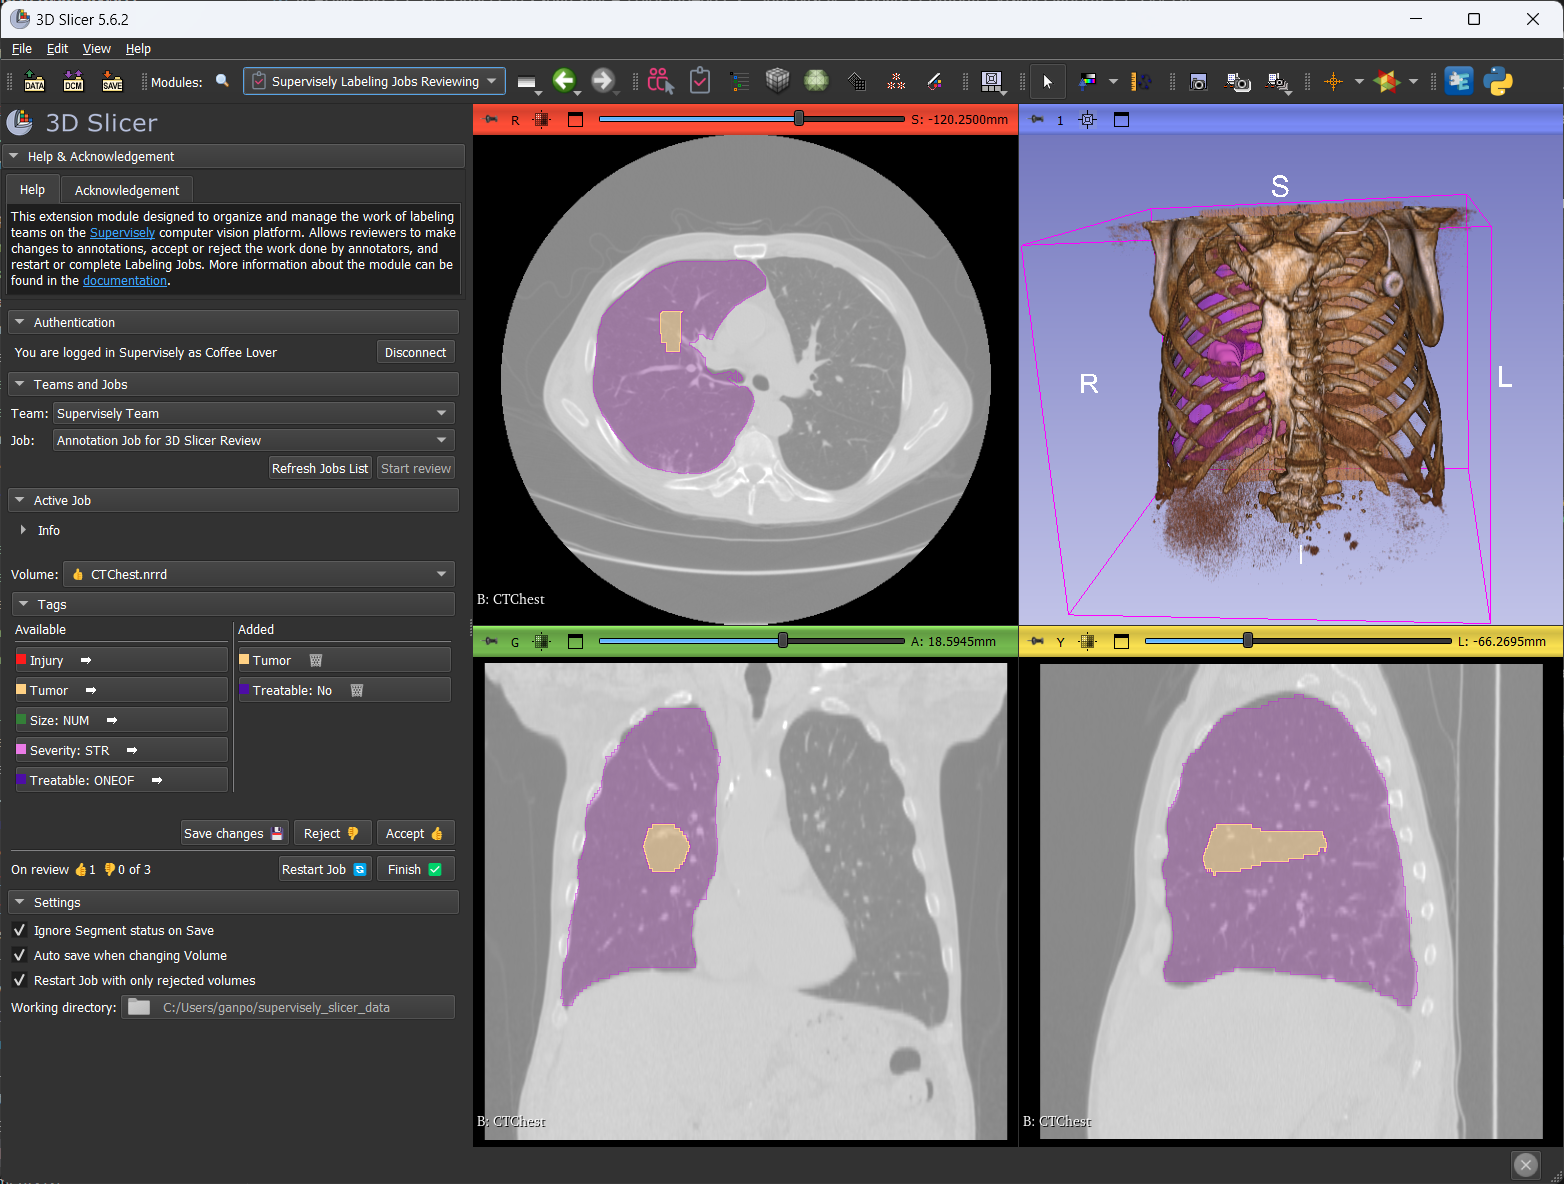 3D Slicer 5.6.2
File Edit View Help
DATA DCM SAVE Modules: Supervisely Labeling Jobs Reviewing
3D Slicer
Help & Acknowledgement
Help Acknowledgement
This extension module designed to organize and manage the work of labeling
teams on the Supervisely computer vision platform. Allows reviewers to make
changes to annotations, accept or reject the work done by annotators, and
restart or complete Labeling Jobs. More information about the module can be
found in the documentation.
Authentication
You are logged in Supervisely as Coffee Lover Disconnect
Teams and Jobs
Team: Supervisely Team
Job: Annotation Job for 3D Slicer Review
Refresh Jobs List Start review
Active Job
Info
Volume: 👍 CTChest.nrrd
Tags
Available Added
Injury ➡
Tumor ➡
Size: NUM ➡
Severity: STR ➡
Treatable: ONEOF ➡
Tumor
Treatable: No
Save changes 💾 Reject 👎 Accept 👍
On review 👍1 👎0 of 3 Restart Job 🔄 Finish ✅
Settings
Ignore Segment status on Save
Auto save when changing Volume
Restart Job with only rejected volumes
Working directory: C:/Users/ganpo/supervisely_slicer_data
R S: -120.2500mm
B: CTChest
1
S
R
L
I
G A: 18.5945mm
B: CTChest
Y L: -66.2695mm
B: CTChest